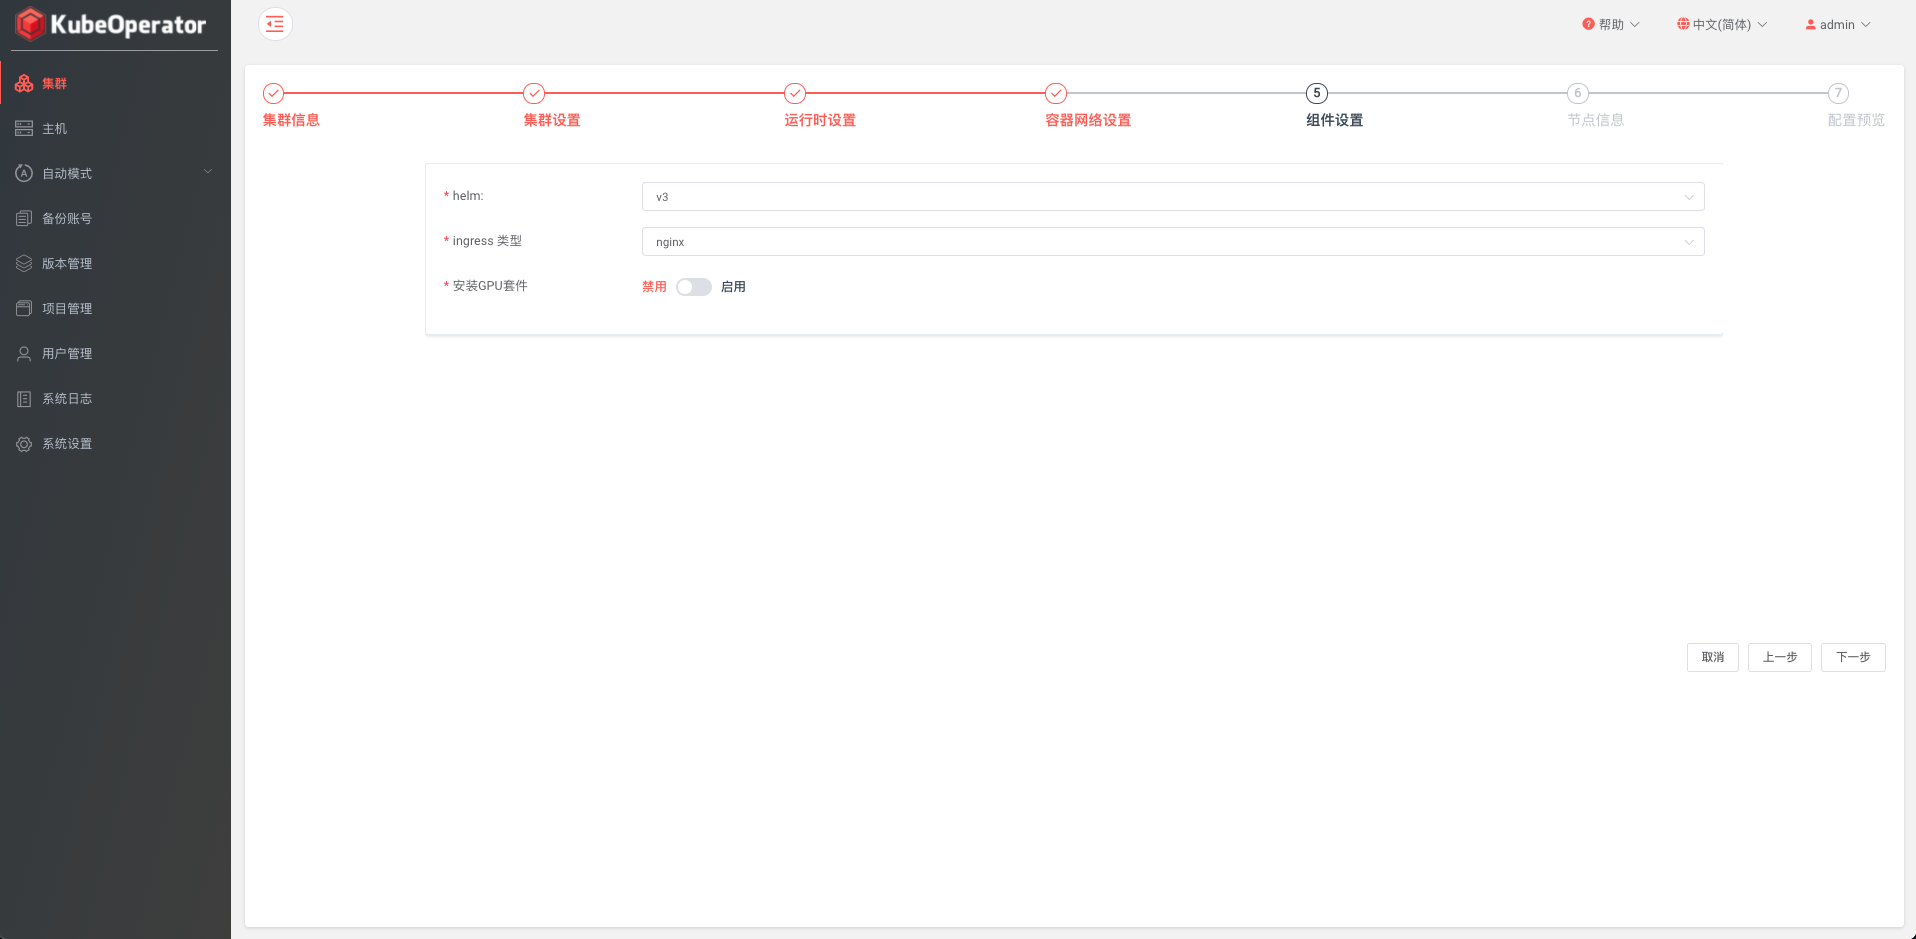 KubeOperator
帮助
中文(简体)
admin
集群
主机
自动模式
备份账号
版本管理
项目管理
用户管理
系统日志
系统设置
5
6
7
集群信息
集群设置
运行时设置
容器网络设置
组件设置
节点信息
配置预览
* helm:
v3
* ingress 类型
nginx
* 安装GPU套件
禁用
启用
取消
上一步
下一步